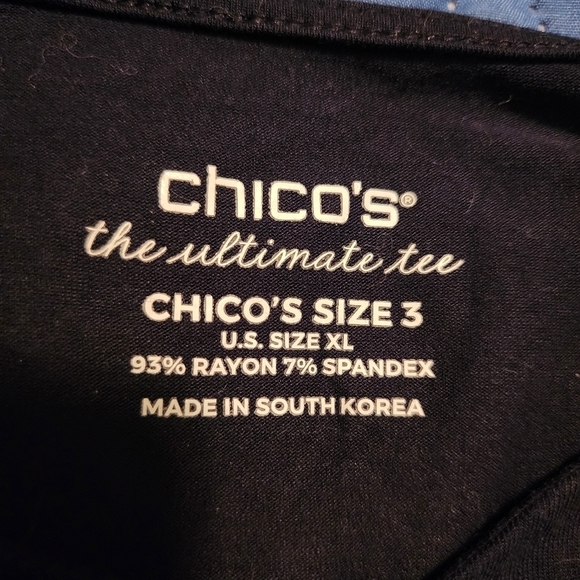 chico's®
the ultimate tee
CHICO'S SIZE 3
U.S. SIZE XL
93% RAYON 7% SPANDEX
MADE IN SOUTH KOREA